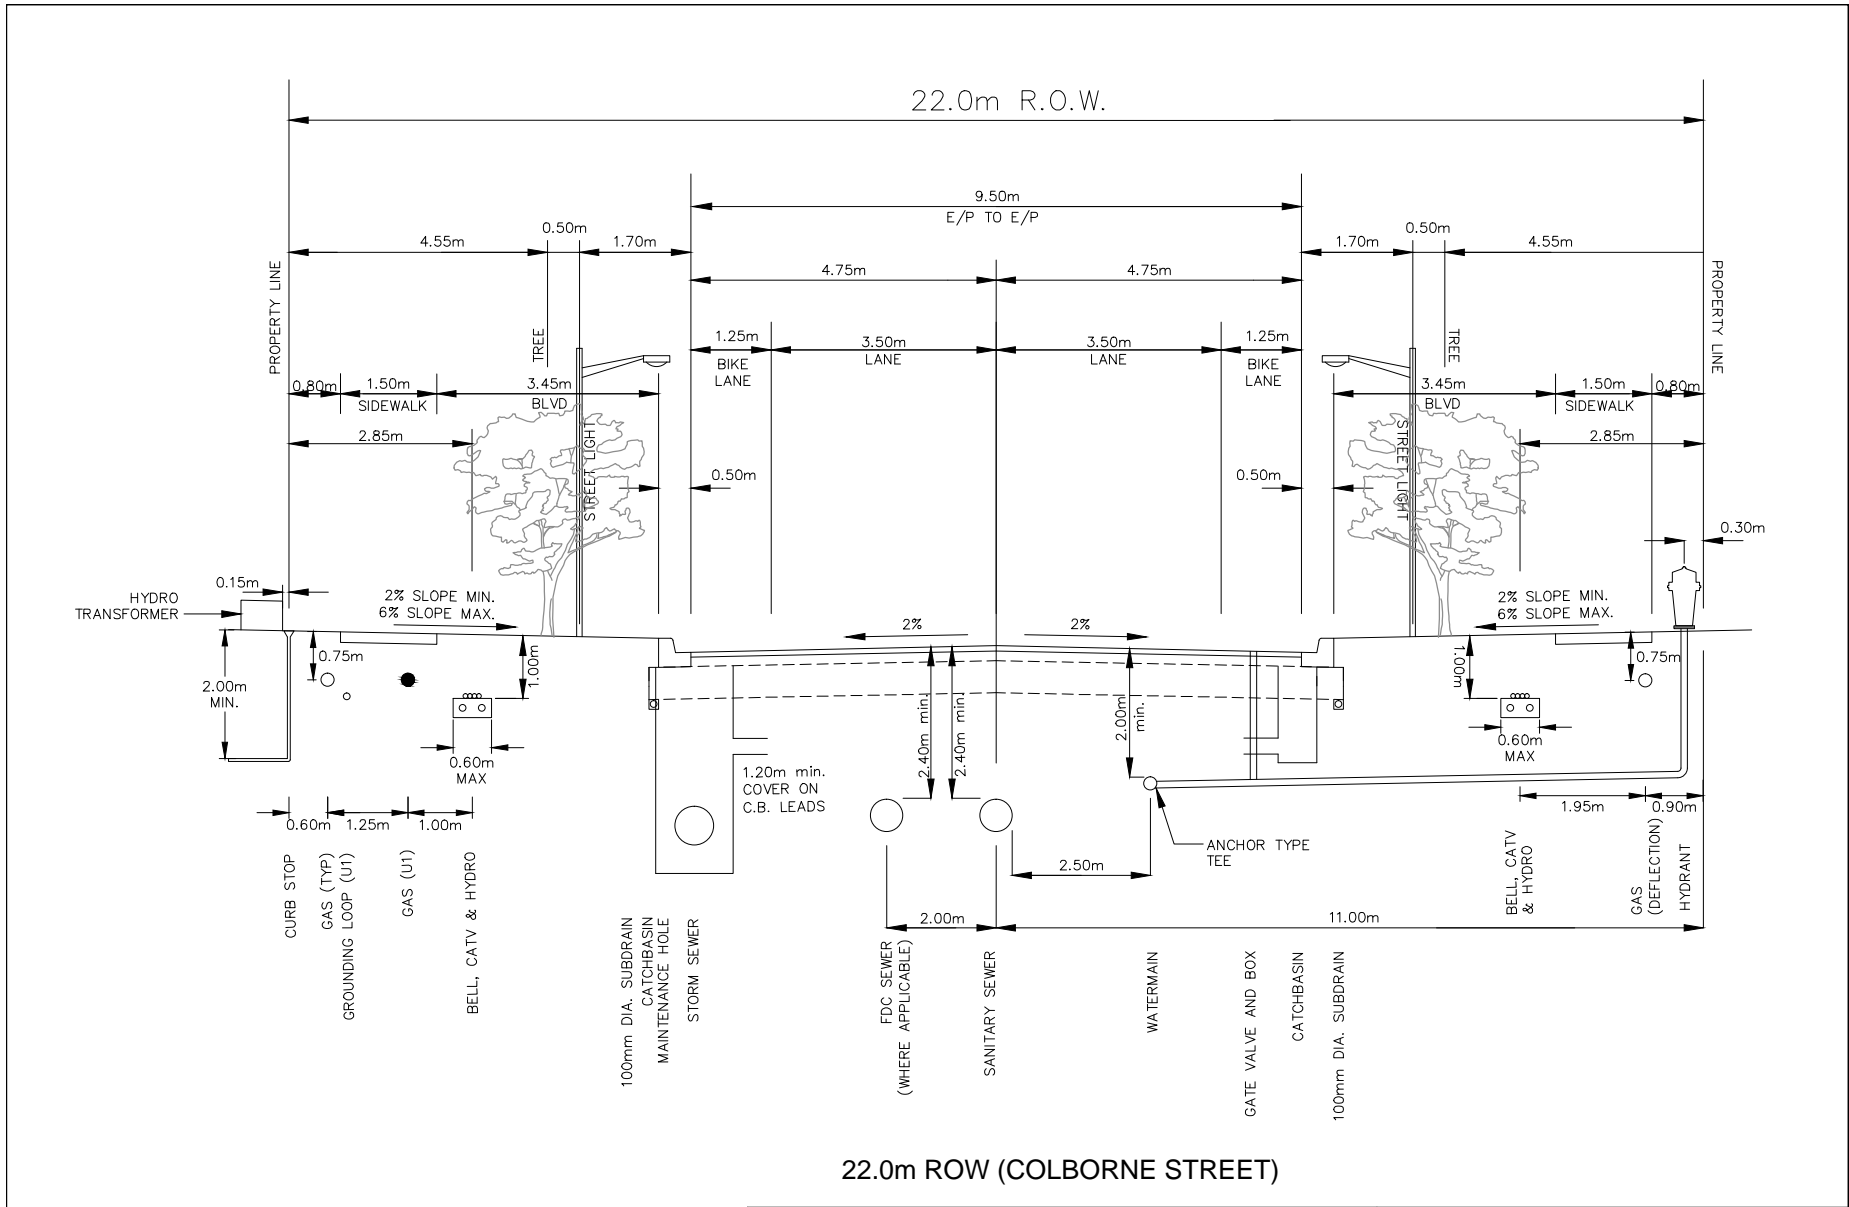 22.0m R.O.W.
9.50m
E/P TO E/P
4.55m
0.50m
1.70m
1.70m
0.50m
4.55m
4.75m
4.75m
PROPERTY LINE
TREE
TREE
PROPERTY LINE
1.25m
BIKE
LANE
3.50m
LANE
3.50m
LANE
1.25m
BIKE
LANE
0.80m
1.50m
SIDEWALK
3.45m
BLVD
3.45m
BLVD
1.50m
SIDEWALK
0.80m
2.85m
STREET LIGHT
STREET LIGHT
2.85m
0.50m
0.50m
0.30m
0.15m
HYDRO
TRANSFORMER
2% SLOPE MIN.
6% SLOPE MAX.
2%
2%
2% SLOPE MIN.
6% SLOPE MAX.
0.75m
1.00m
2.00m
MIN.
0.60m
MAX
1.20m min.
COVER ON
C.B. LEADS
2.40m min.
2.40m min.
2.00m
min.
1.00m
0.75m
0.60m
MAX
0.60m
1.25m
1.00m
1.95m
0.90m
ANCHOR TYPE
TEE
2.50m
2.00m
11.00m
CURB STOP
GAS (TYP)
GROUNDING LOOP (U1)
GAS (U1)
BELL, CATV & HYDRO
100mm DIA. SUBDRAIN
CATCHBASIN
MAINTENANCE HOLE
STORM SEWER
FDC SEWER
(WHERE APPLICABLE)
SANITARY SEWER
WATERMAIN
GATE VALVE AND BOX
CATCHBASIN
100mm DIA. SUBDRAIN
BELL, CATV
& HYDRO
GAS
(DEFLECTION)
HYDRANT
22.0m ROW (COLBORNE STREET)